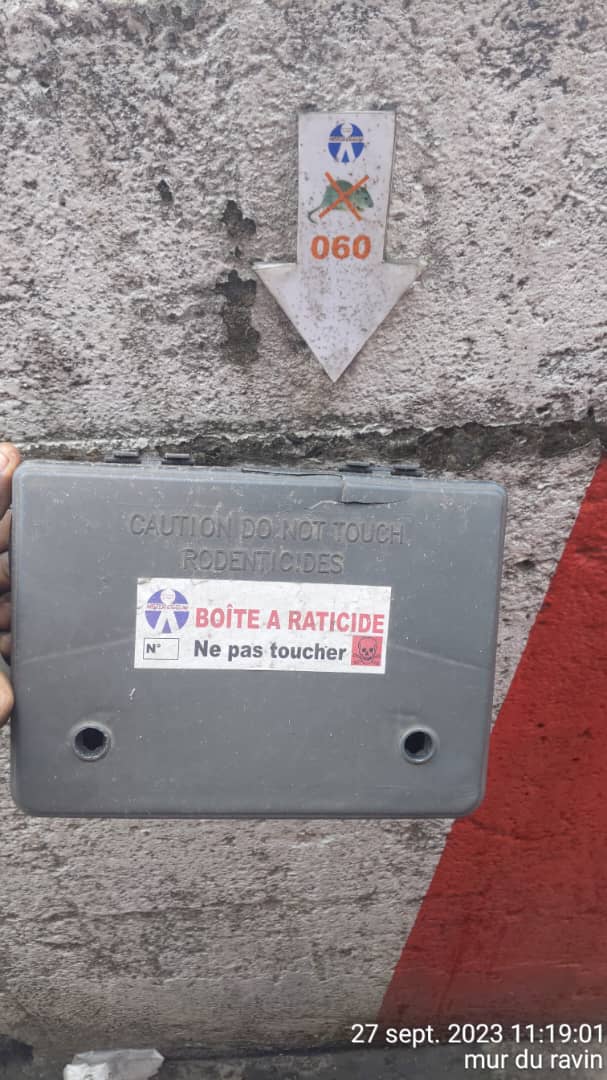 060
CAUTION DO NOT TOUCH
RODENTICIDES
BOÎTE A RATICIDE
N° Ne pas toucher
27 sept. 2023 11:19:01
mur du ravin